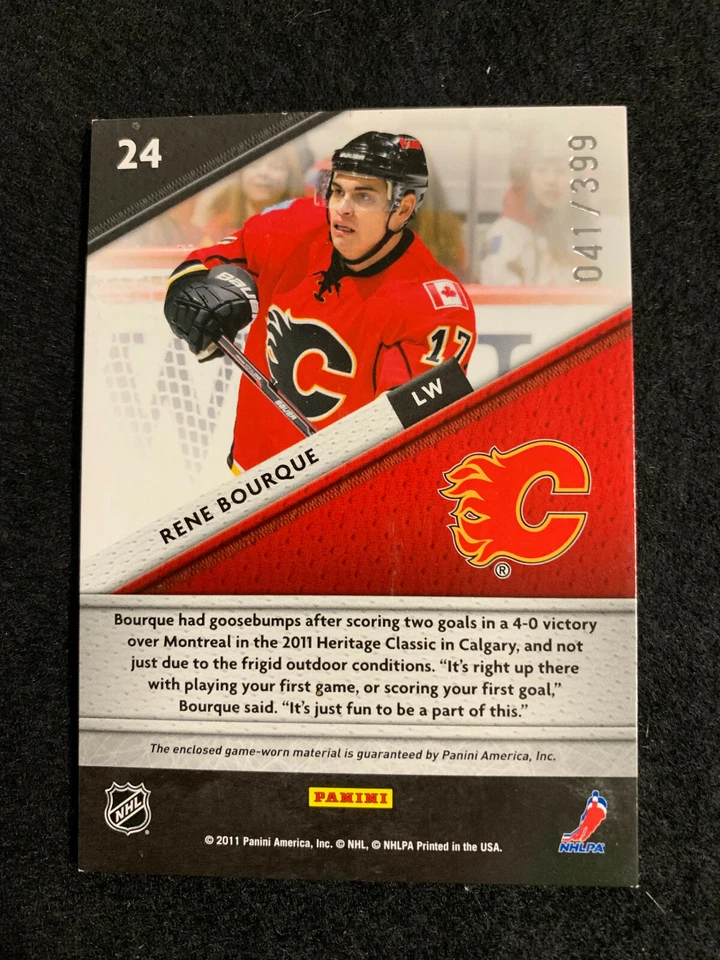 24
041/399
BAUER
17
LW
RENE BOURQUE
C
®
Bourque had goosebumps after scoring two goals in a 4-0 victory
over Montreal in the 2011 Heritage Classic in Calgary, and not
just due to the frigid outdoor conditions. “It’s right up there
with playing your first game, or scoring your first goal,”
Bourque said. “It’s just fun to be a part of this.”
The enclosed game-worn material is guaranteed by Panini America, Inc.
NHL
PANINI
NHLPA
© 2011 Panini America, Inc. © NHL, © NHLPA Printed in the USA.